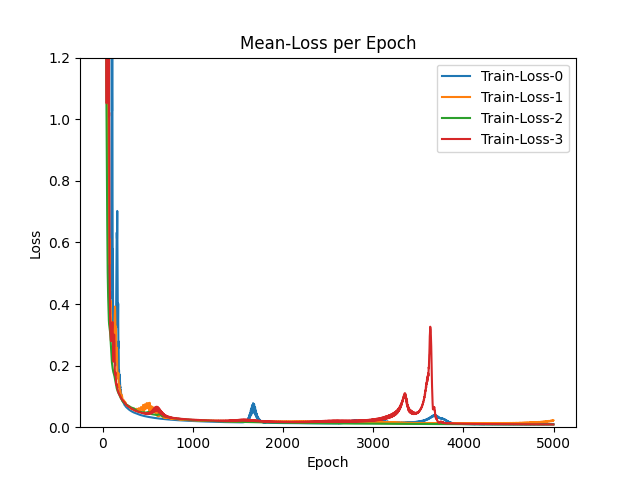 Mean-Loss per Epoch
1.2
1.0
0.8
0.6
0.4
0.2
0.0
Loss
Train-Loss-0
Train-Loss-1
Train-Loss-2
Train-Loss-3
0 1000 2000 3000 4000 5000
Epoch